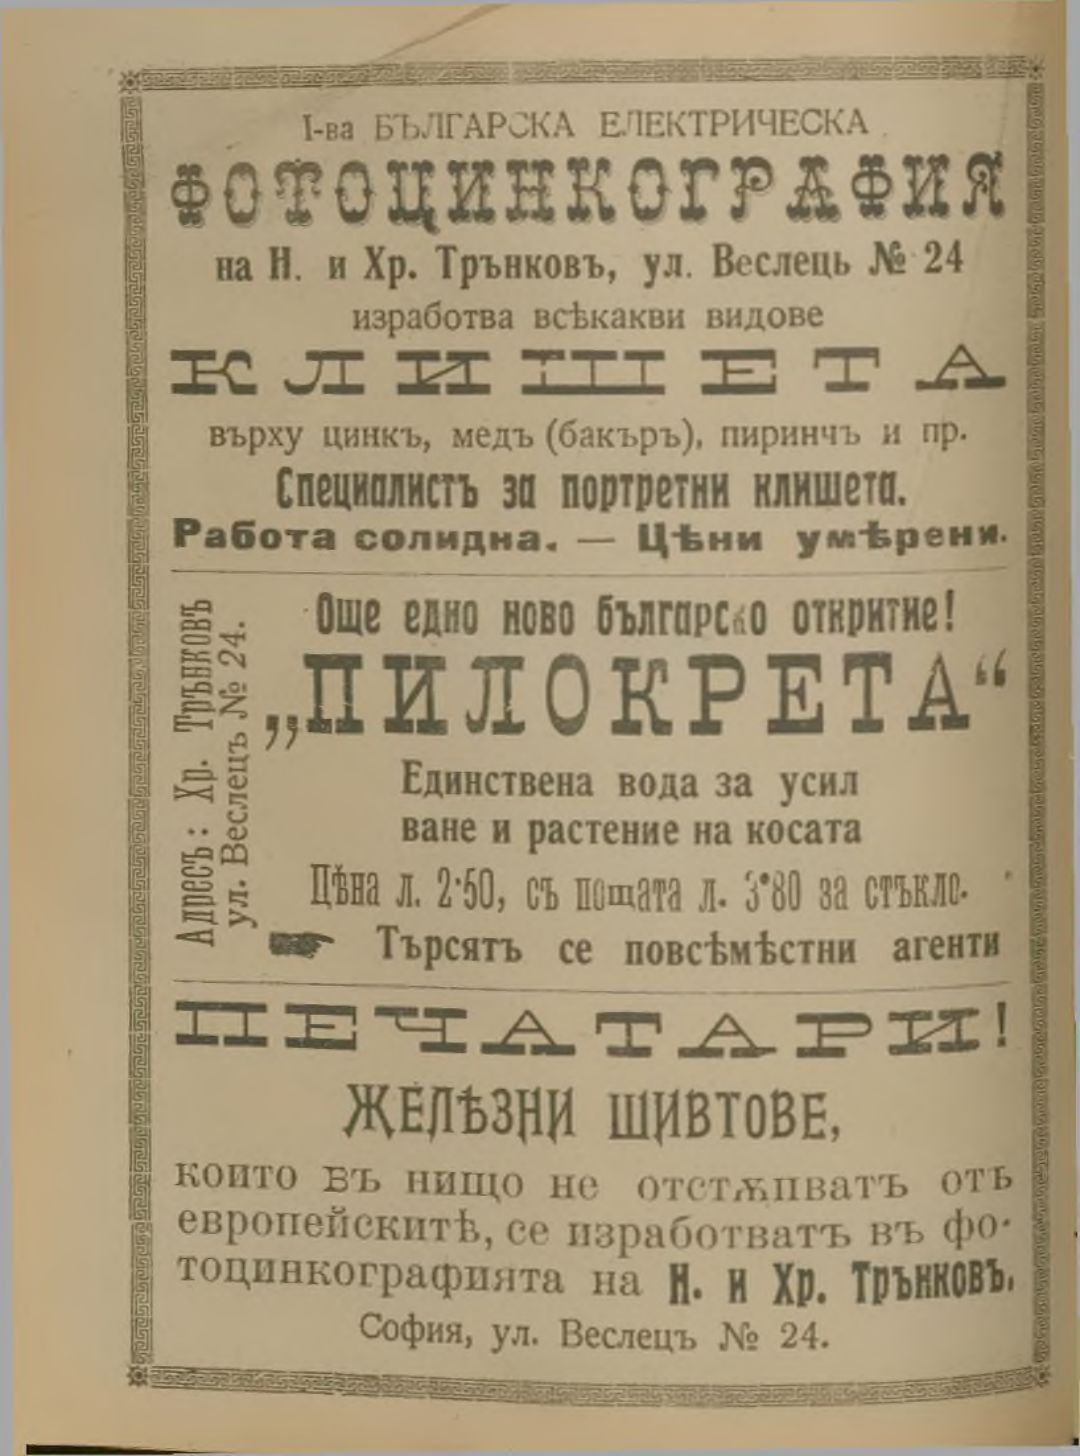 I-ва БЪЛГАРСКА ЕЛЕКТРИЧЕСКА
ФОТОЦИНКОГРАФИЯ
на Н. и Хр. Трънковъ, ул. Веслець № 24
изработва всѣкакви видове
КЛИШЕТА
върху цинкъ, медъ (бакъръ), пиринчъ и пр.
Специалистъ за портретни клишета.
Работа солидна. — Цѣни умѣрени.
Адресъ: Хр. Трънковъ
ул. Веслецъ № 24.
Още едно ново българско откритие!
„ПИЛОКРЕТА“
Единствена вода за усил
ване и растение на косата
Цѣна л. 2·50, съ пощата л. 3·80 за стъкло.
Търсятъ се повсѣмѣстни агенти
ПЕЧАТАРИ!
ЖЕЛѢЗНИ ШИВТОВЕ,
които въ нищо не отстѫпватъ отъ
европейскитѣ, се изработватъ въ фо-
тоцинкографията на Н. и Хр. Трънковъ,
София, ул. Веслецъ № 24.